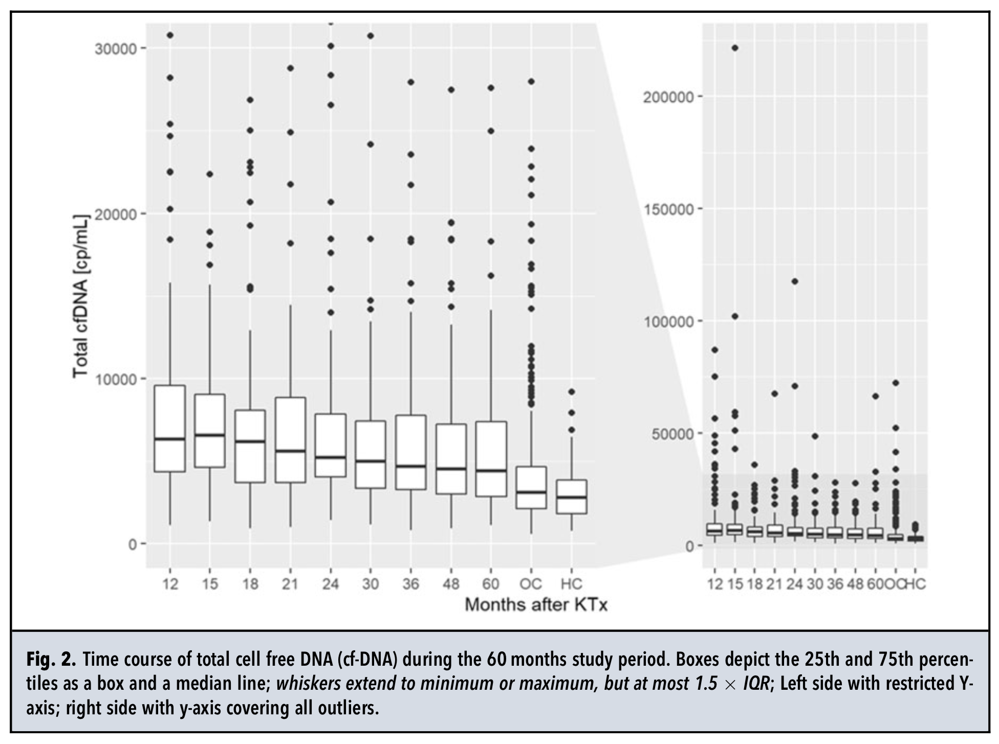 30000
20000
10000
0
Total cfDNA [cp/mL]
12 15 18 21 24 30 36 48 60 OC HC
200000
150000
100000
50000
0
12 15 18 21 24 30 36 48 60 OC HC
Months after KTx
Fig. 2. Time course of total cell free DNA (cf-DNA) during the 60 months study period. Boxes depict the 25th and 75th percen-
tiles as a box and a median line; whiskers extend to minimum or maximum, but at most 1.5 × IQR; Left side with restricted Y-
axis; right side with y-axis covering all outliers.